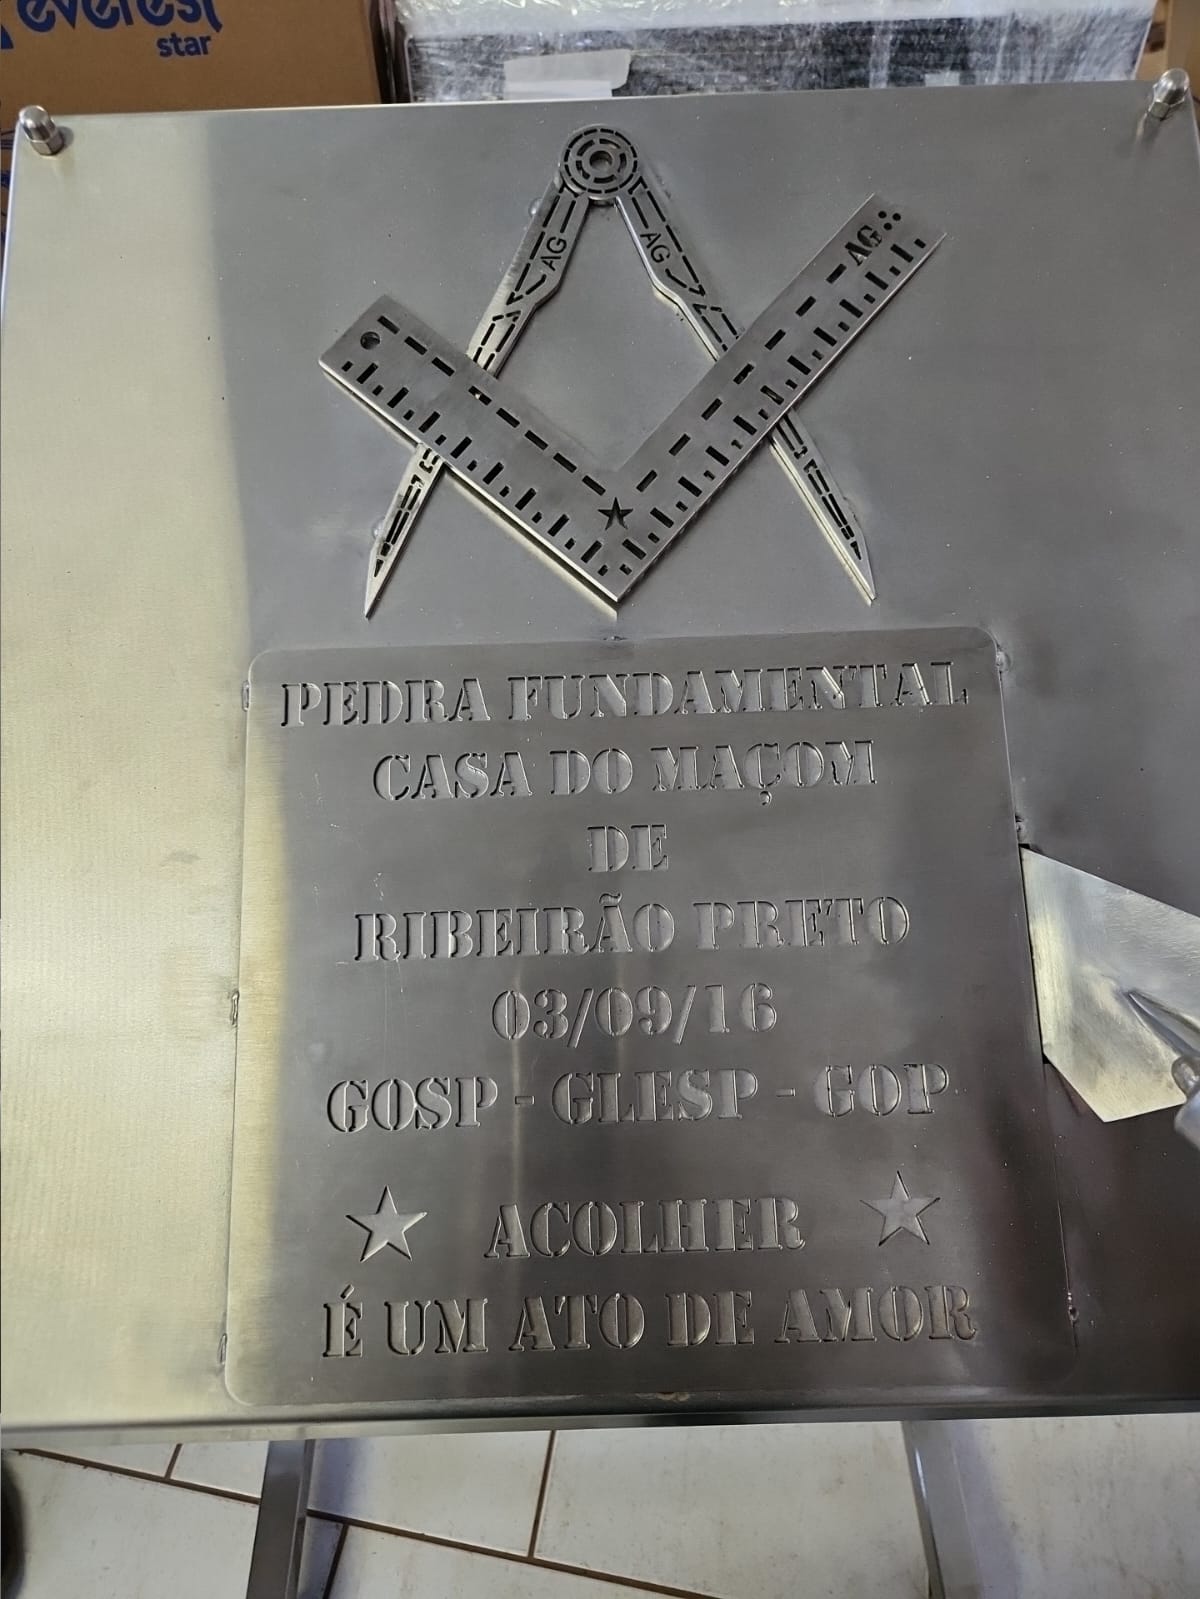 everest
star
AG
AG
AG
PEDRA FUNDAMENTAL
CASA DO MAÇOM
DE
RIBEIRÃO PRETO
03/09/16
GOSP - GLESP - GOP
ACOLHER
É UM ATO DE AMOR